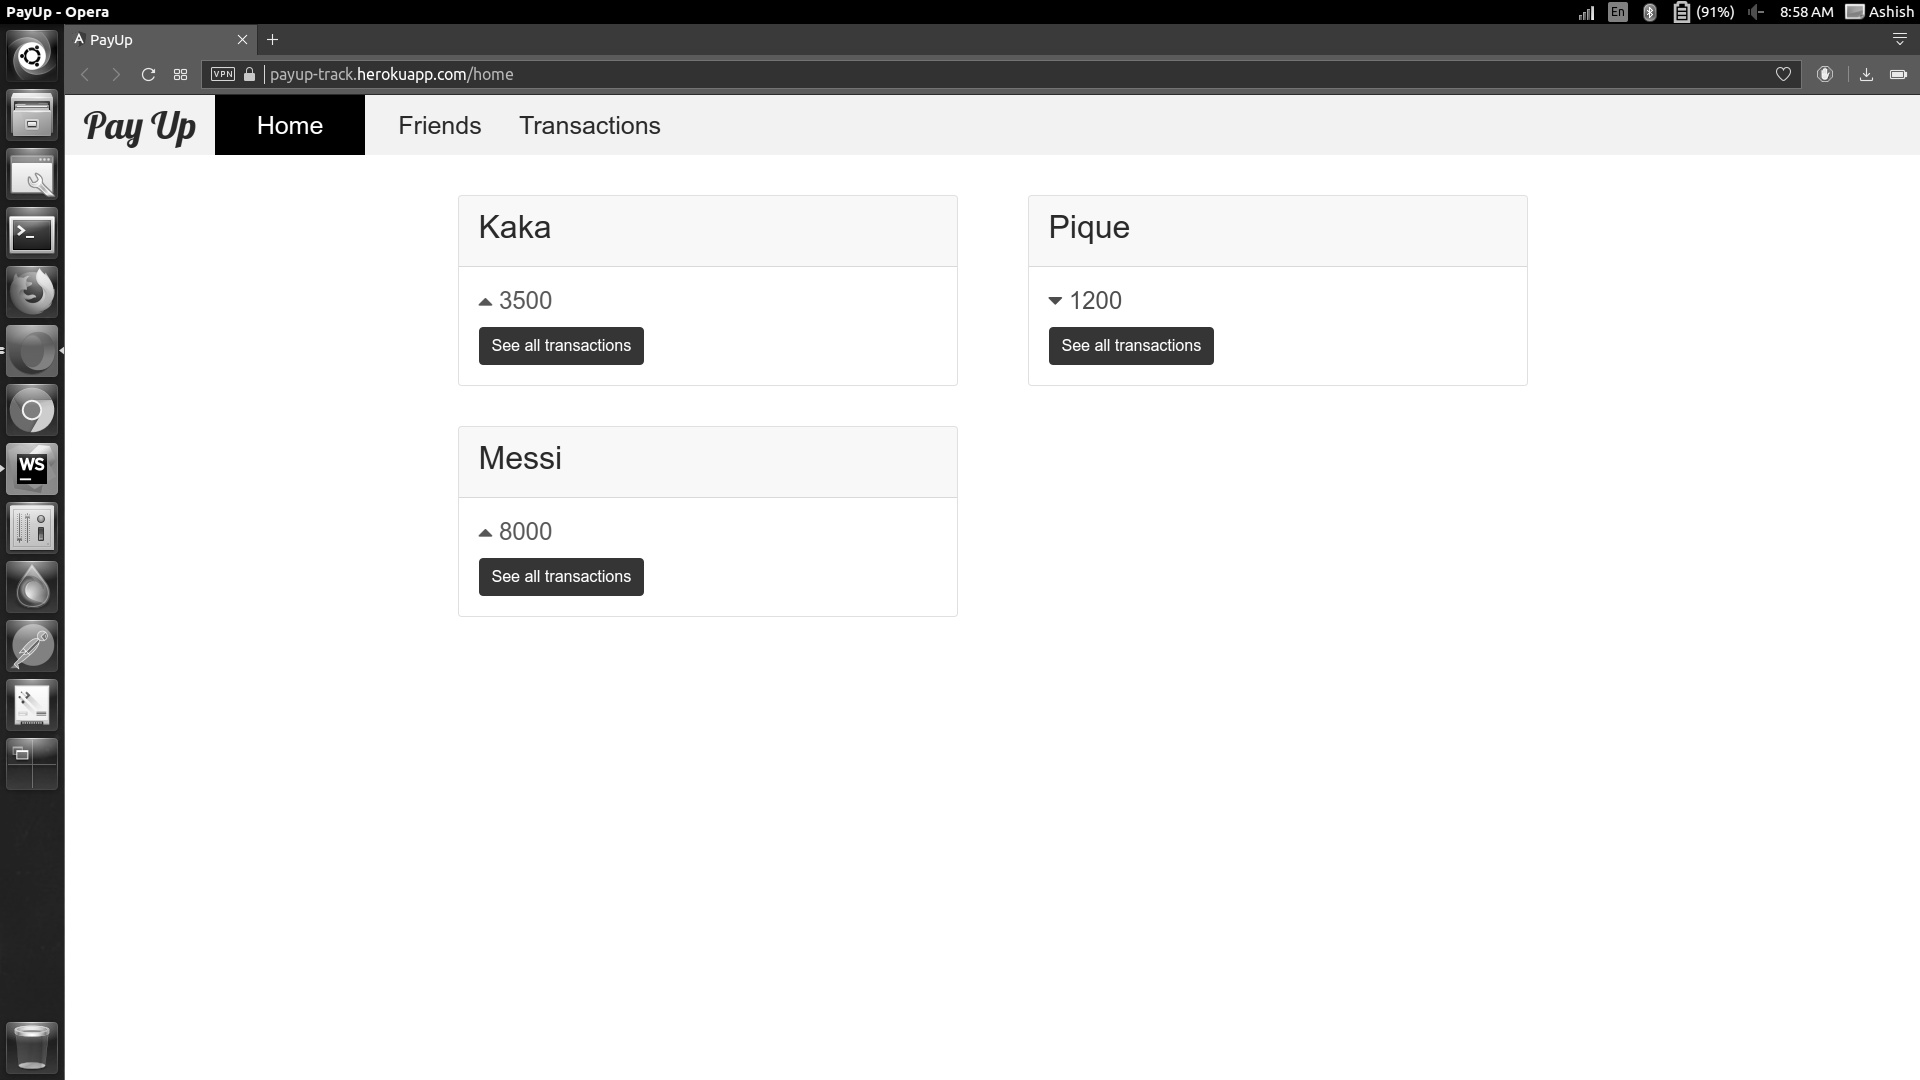 PayUp - Opera
En (91%) 8:58 AM Ashish
PayUp
VPN payup-track.herokuapp.com/home
Pay Up Home Friends Transactions
Kaka
3500
See all transactions
Pique
1200
See all transactions
Messi
8000
See all transactions
WS